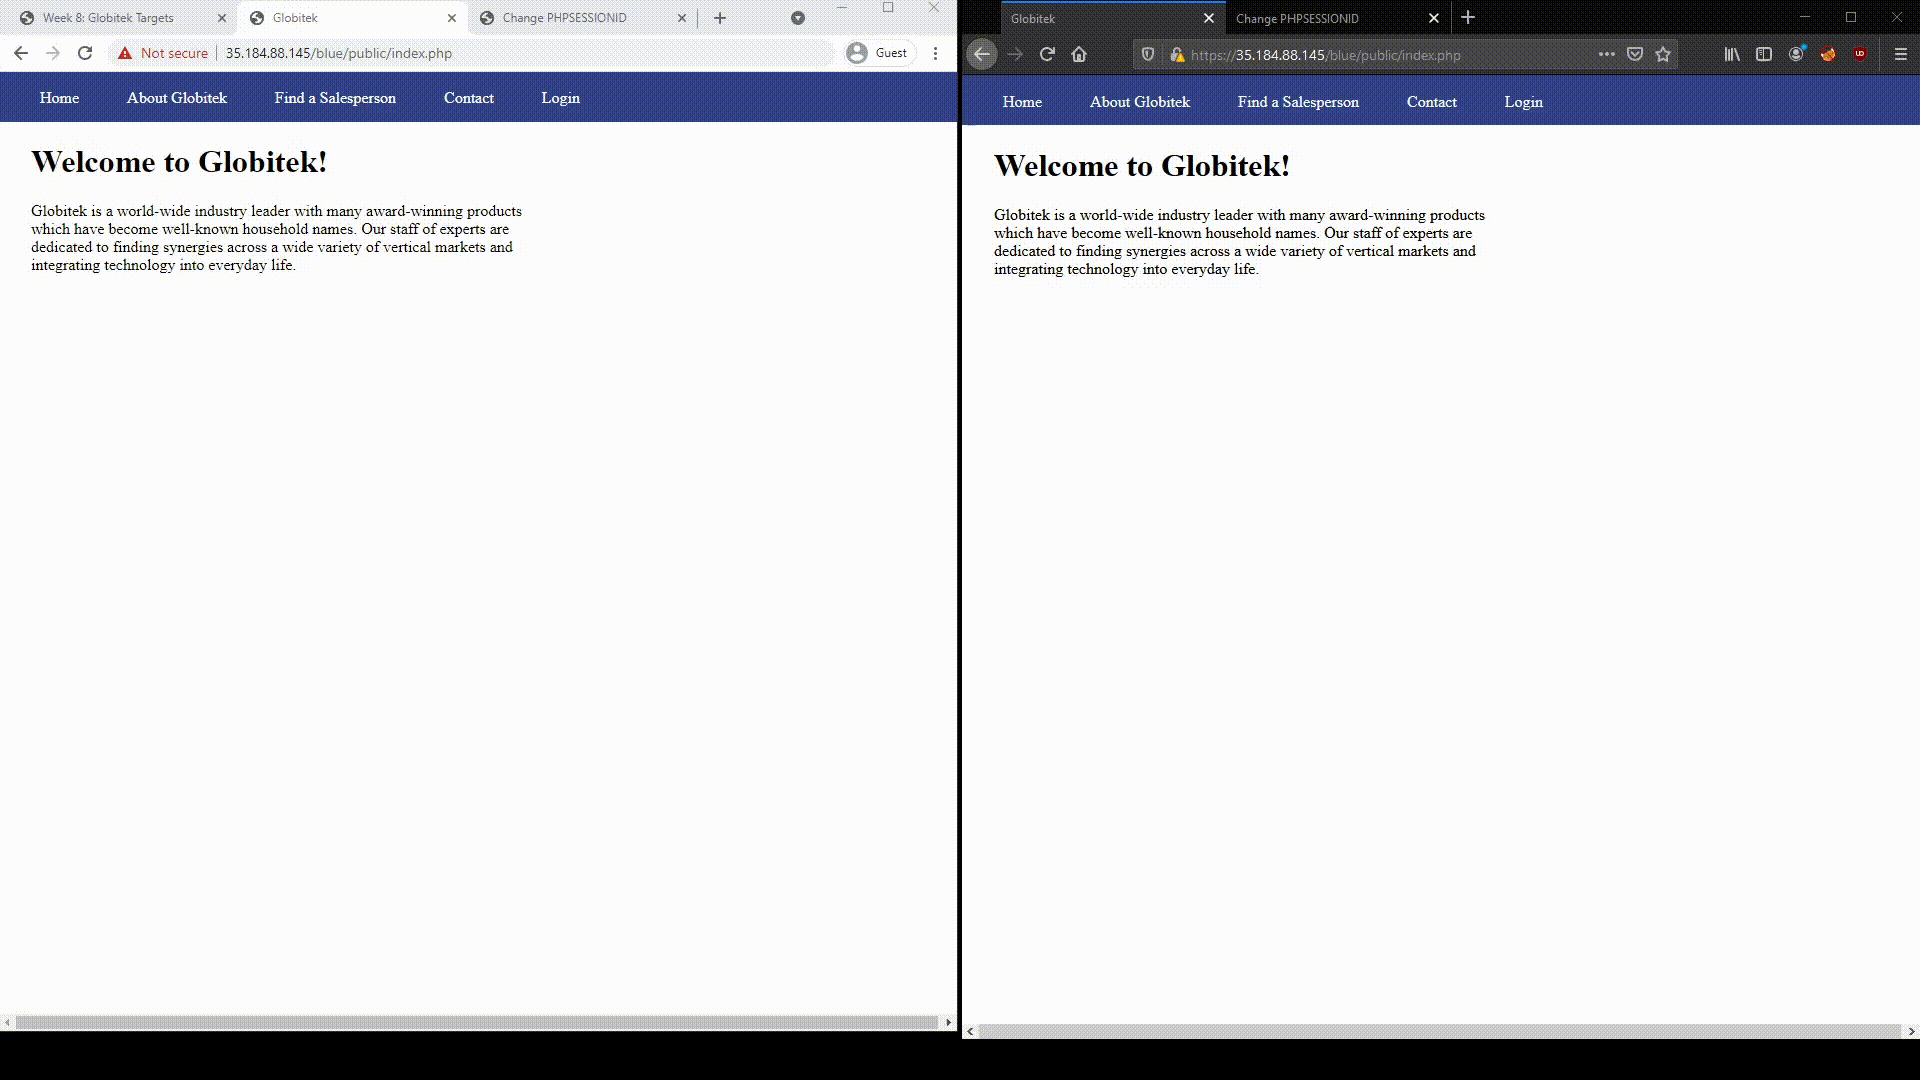 Week 8: Globitek Targets
Globitek
Change PHPSESSIONID
Not secure
35.184.88.145/blue/public/index.php
Guest
Home About Globitek Find a Salesperson Contact Login
Welcome to Globitek!
Globitek is a world-wide industry leader with many award-winning products
which have become well-known household names. Our staff of experts are
dedicated to finding synergies across a wide variety of vertical markets and
integrating technology into everyday life.
Globitek
Change PHPSESSIONID
https://35.184.88.145/blue/public/index.php
Home About Globitek Find a Salesperson Contact Login
Welcome to Globitek!
Globitek is a world-wide industry leader with many award-winning products
which have become well-known household names. Our staff of experts are
dedicated to finding synergies across a wide variety of vertical markets and
integrating technology into everyday life.